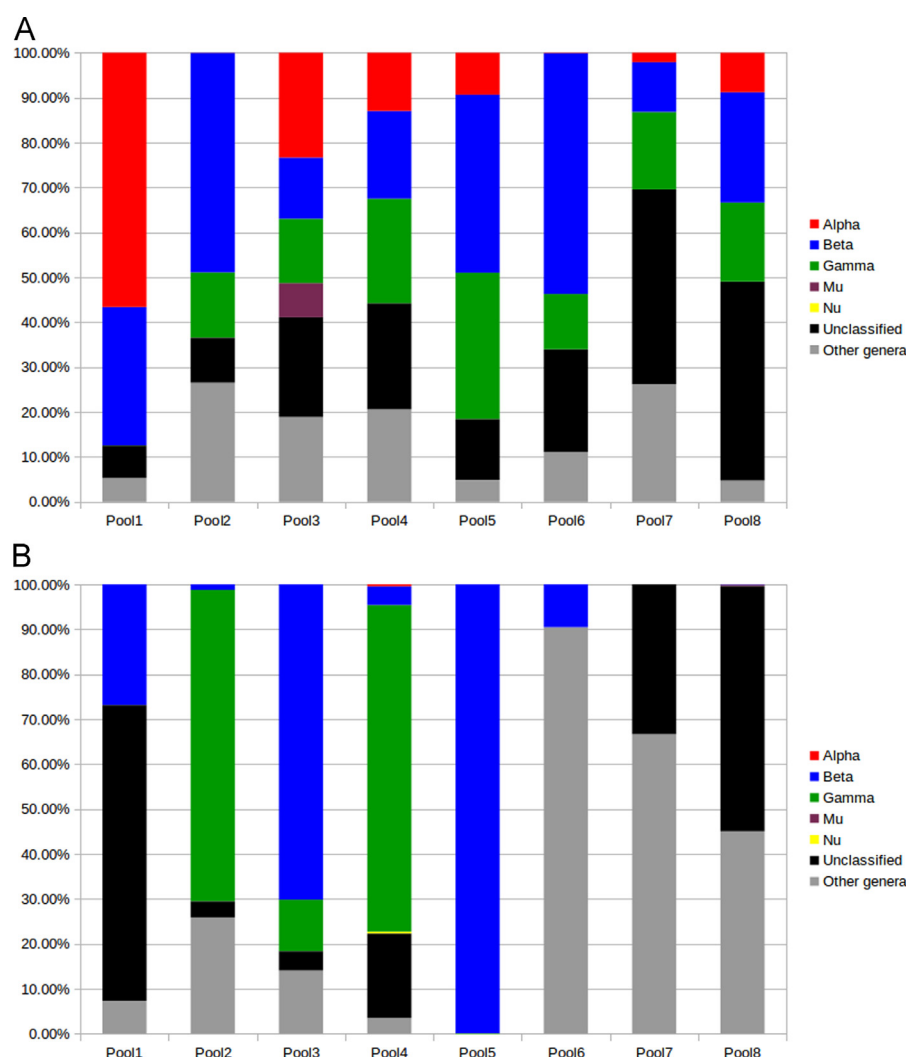 A
100.00%
90.00%
80.00%
70.00%
60.00%
50.00%
40.00%
30.00%
20.00%
10.00%
0.00%
Pool1 Pool2 Pool3 Pool4 Pool5 Pool6 Pool7 Pool8
Alpha
Beta
Gamma
Mu
Nu
Unclassified
Other genera
B
100.00%
90.00%
80.00%
70.00%
60.00%
50.00%
40.00%
30.00%
20.00%
10.00%
0.00%
Pool1 Pool2 Pool3 Pool4 Pool5 Pool6 Pool7 Pool8
Alpha
Beta
Gamma
Mu
Nu
Unclassified
Other genera